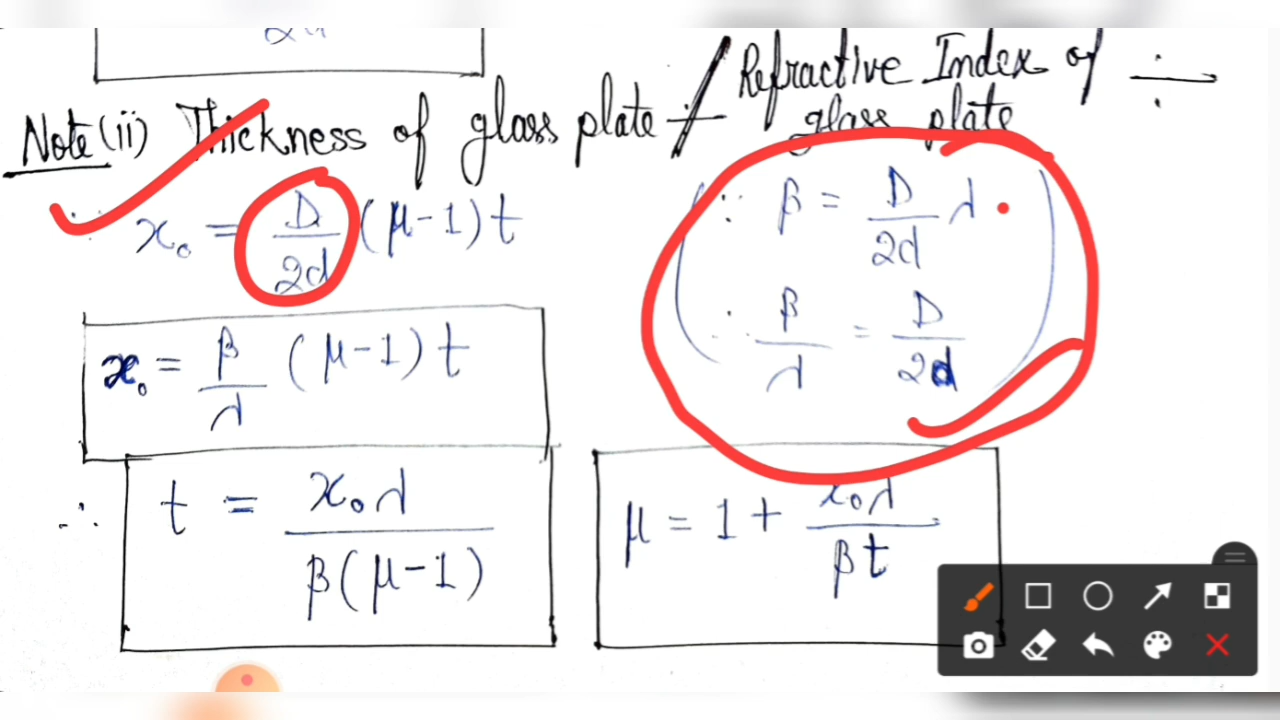 Note (ii) Thickness of glass plate / Refractive Index of glass plate ÷
∵ x₀ = D/2d (μ-1)t
(∵ β = D/2d λ
∴ β/λ = D/2d)
x₀ = β/λ (μ-1)t
∴ t = x₀λ/β(μ-1)
μ = 1 + x₀λ/βt